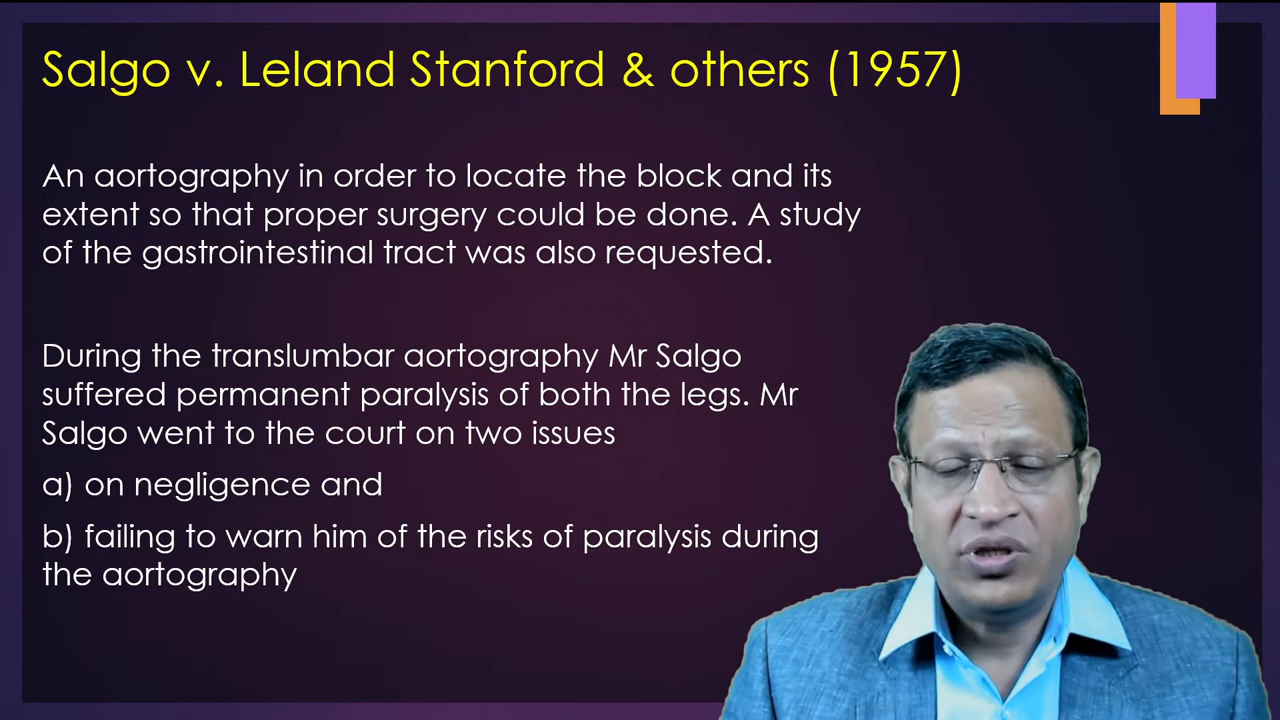 Salgo v. Leland Stanford & others (1957)
An aortography in order to locate the block and its
extent so that proper surgery could be done. A study
of the gastrointestinal tract was also requested.
During the translumbar aortography Mr Salgo
suffered permanent paralysis of both the legs. Mr
Salgo went to the court on two issues
a) on negligence and
b) failing to warn him of the risks of paralysis during
the aortography